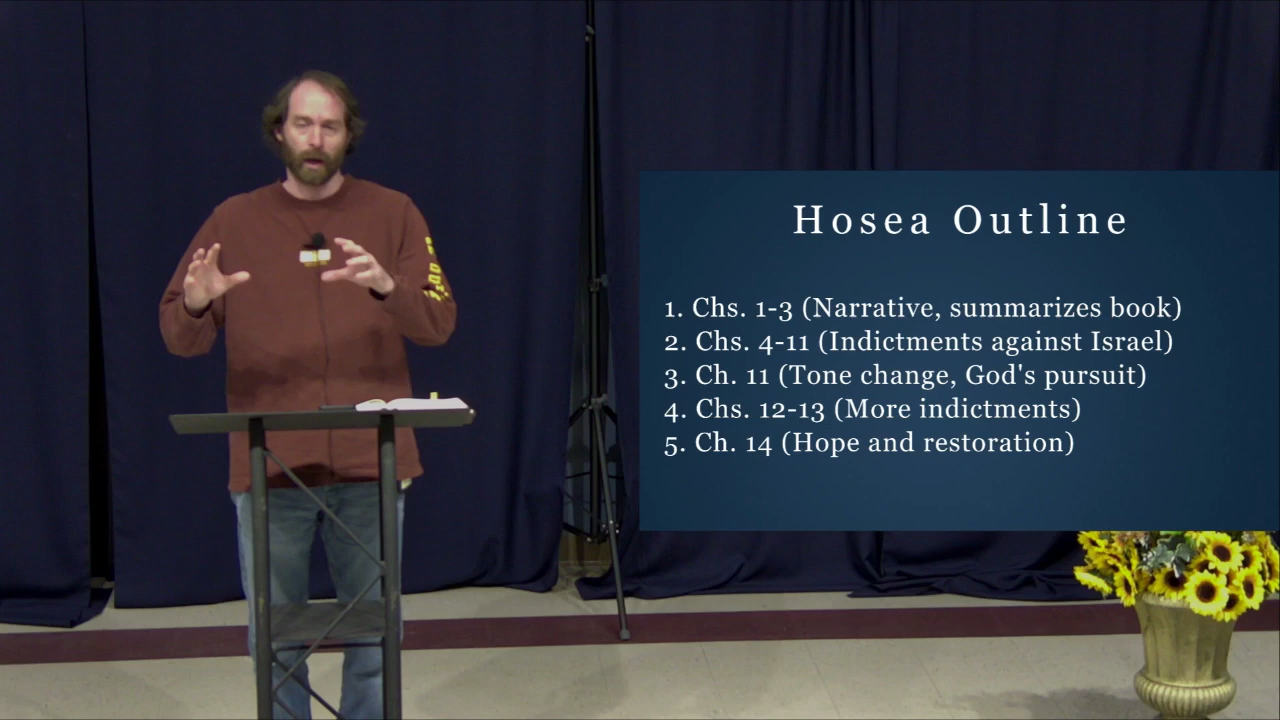 Hosea Outline
1. Chs. 1-3 (Narrative, summarizes book)
2. Chs. 4-11 (Indictments against Israel)
3. Ch. 11 (Tone change, God's pursuit)
4. Chs. 12-13 (More indictments)
5. Ch. 14 (Hope and restoration)